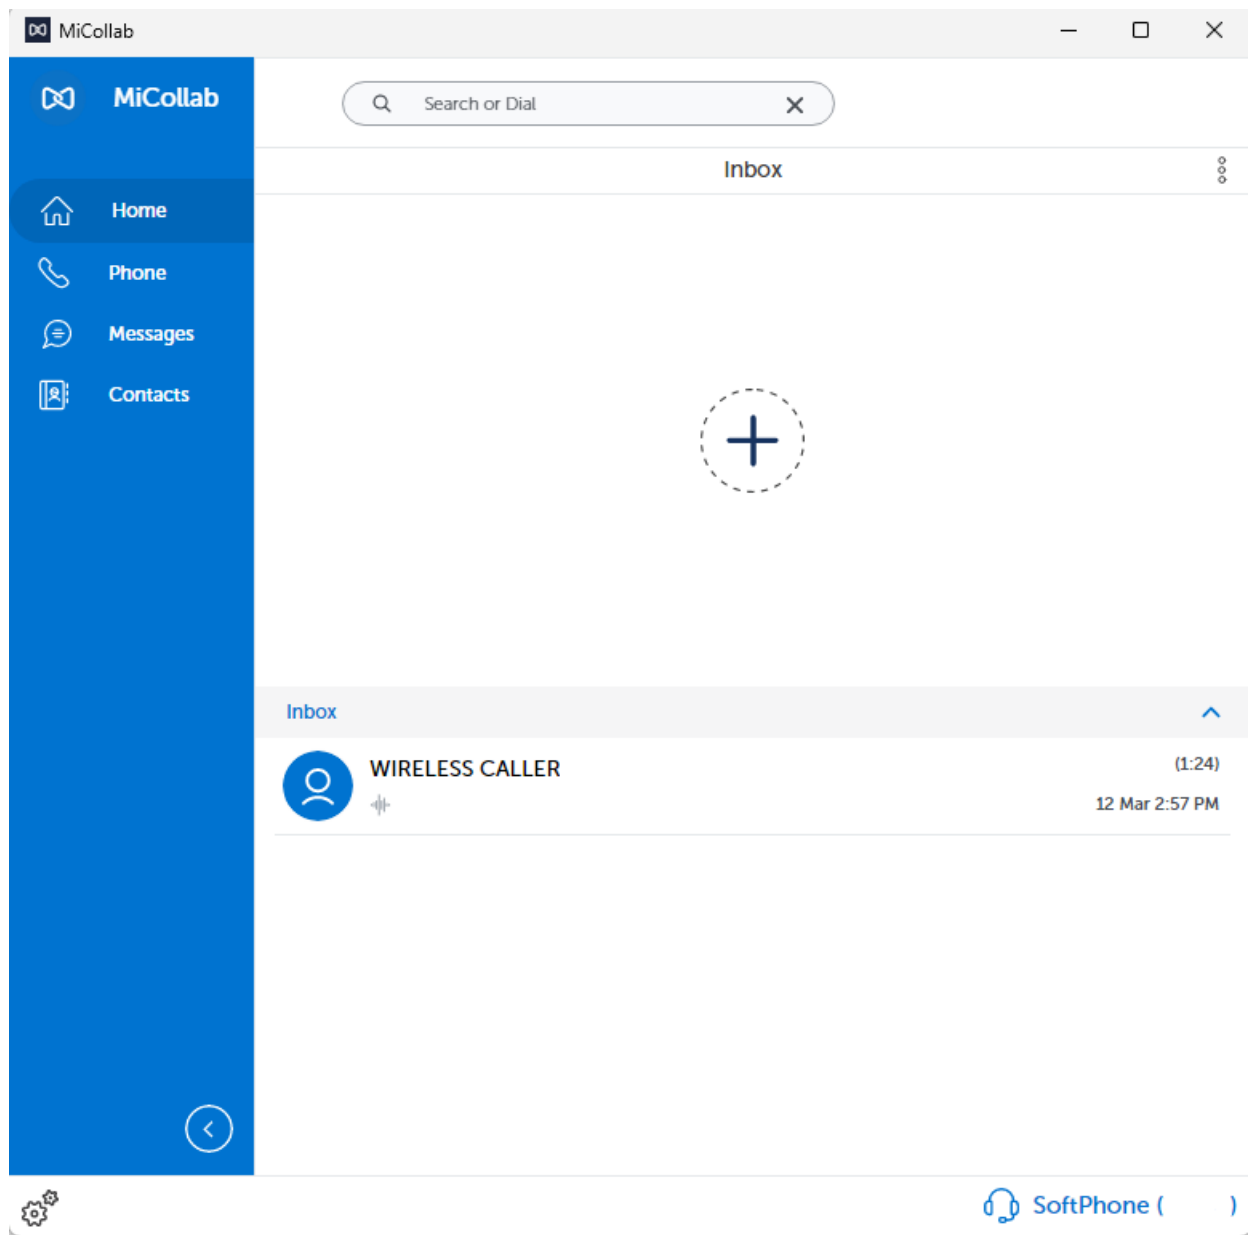 MiCollab
MiCollab
Search or Dial
Inbox
Home
Phone
Messages
Contacts
Inbox
WIRELESS CALLER
(1:24)
12 Mar 2:57 PM
SoftPhone ( )